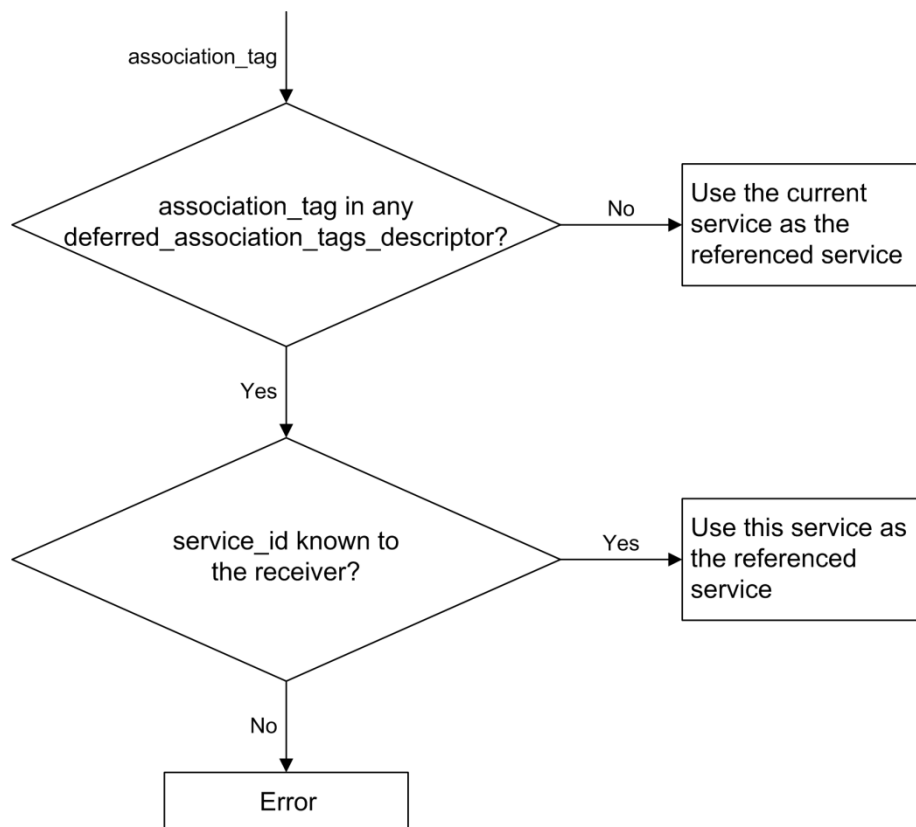 association_tag
association_tag in any
deferred_association_tags_descriptor?
No
Use the current
service as the
referenced service
Yes
service_id known to
the receiver?
Yes
Use this service as
the referenced
service
No
Error